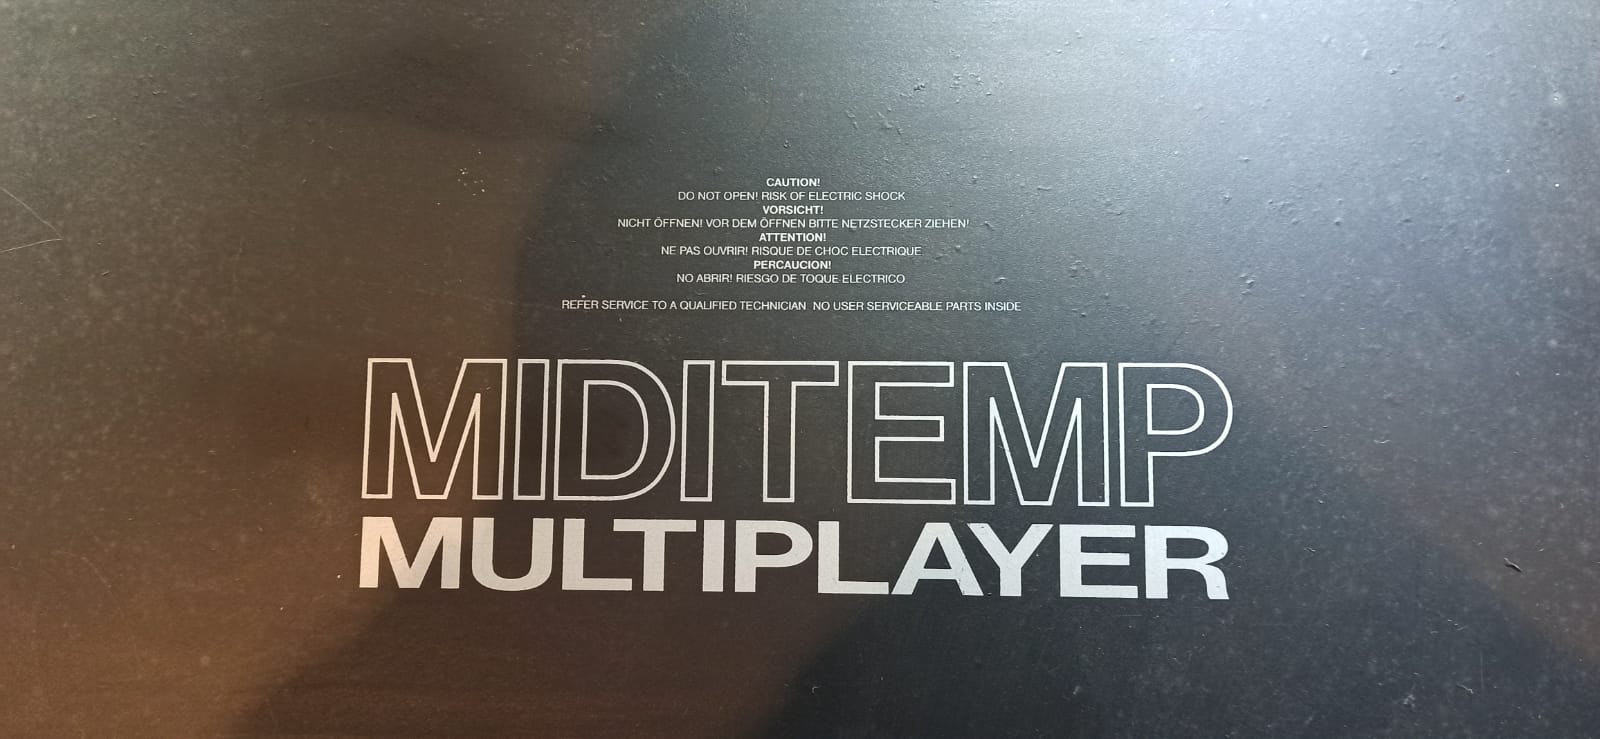 CAUTION!
DO NOT OPEN! RISK OF ELECTRIC SHOCK
VORSICHT!
NICHT ÖFFNEN! VOR DEM ÖFFNEN BITTE NETZSTECKER ZIEHEN!
ATTENTION!
NE PAS OUVRIR! RISQUE DE CHOC ELECTRIQUE
PERCAUCION!
NO ABRIR! RIESGO DE TOQUE ELECTRICO
REFER SERVICE TO A QUALIFIED TECHNICIAN NO USER SERVICEABLE PARTS INSIDE
MIDITEMP
MULTIPLAYER